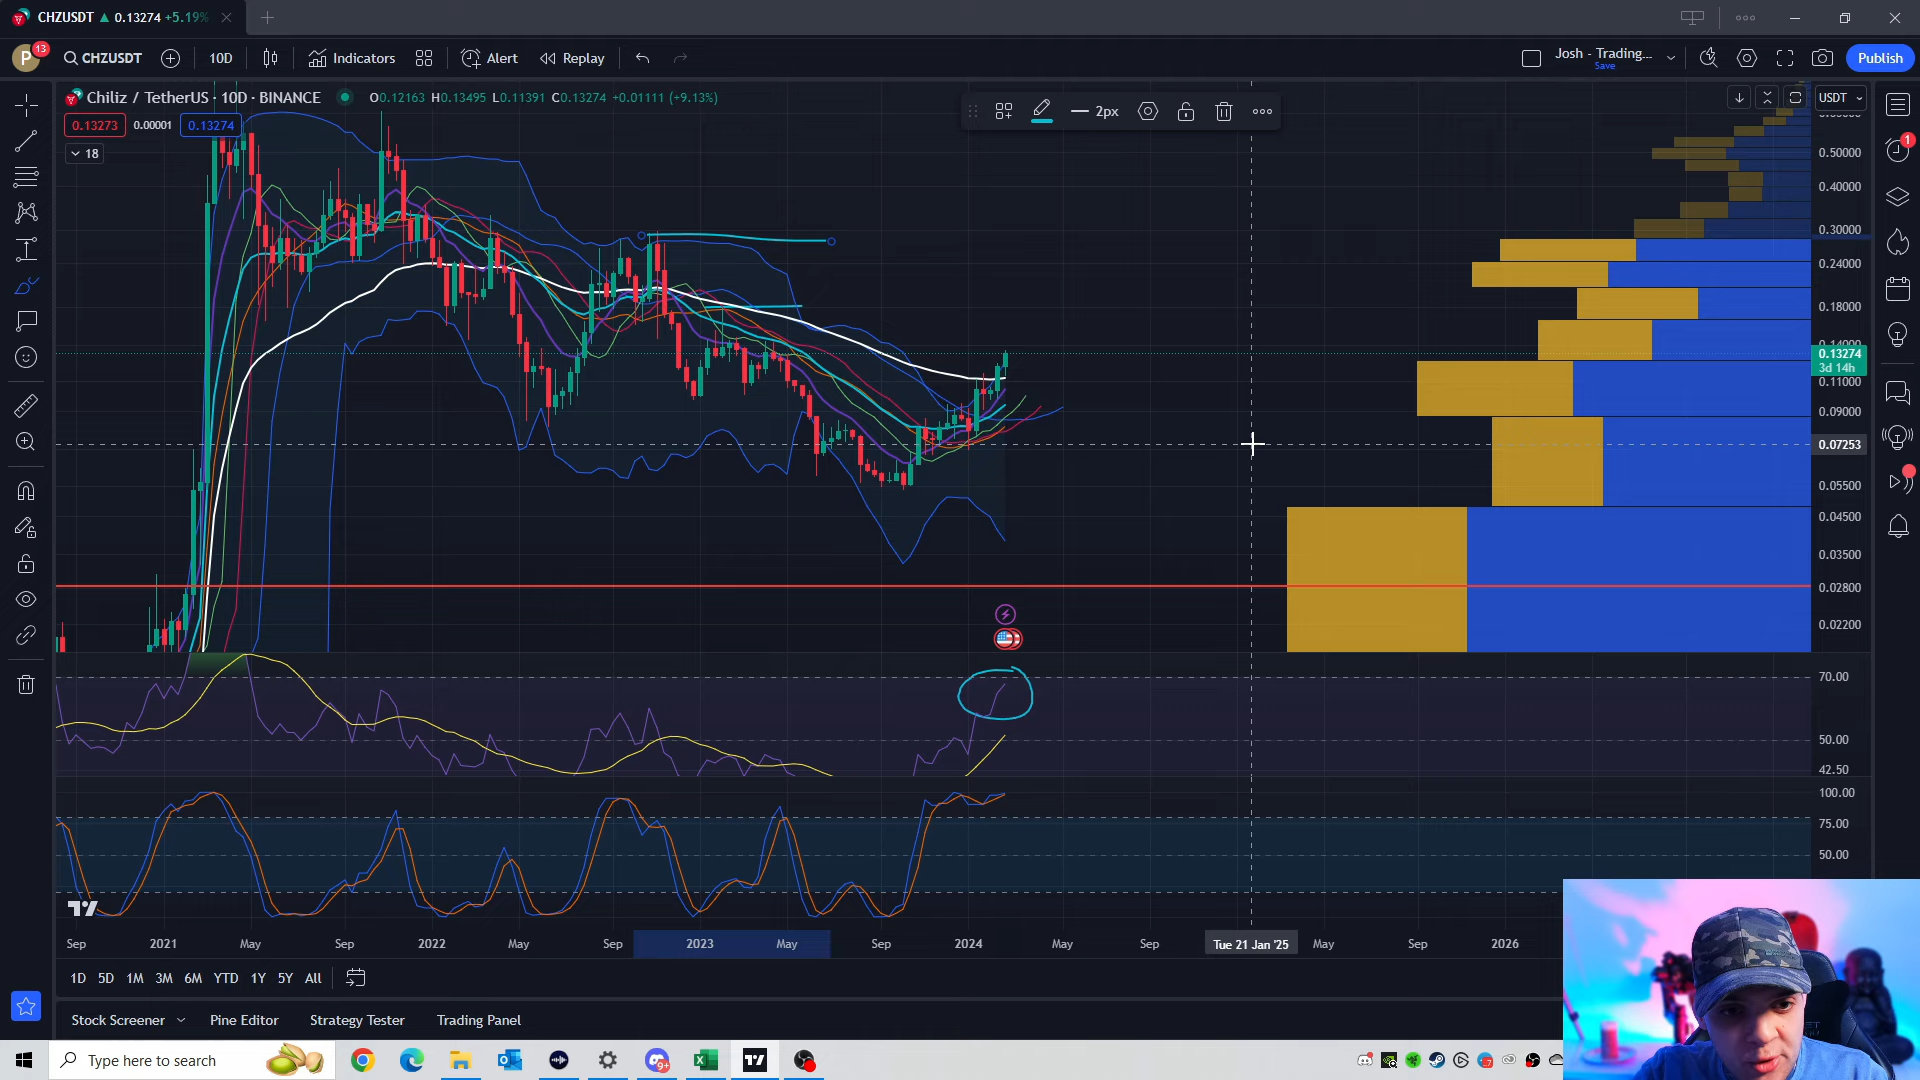 CHZUSDT ▲ 0.13274 +5.19%
P 13 CHZUSDT 10D Indicators Alert Replay Josh - Trading... Save Publish
Chiliz / TetherUS · 10D · BINANCE O0.12163 H0.13495 L0.11391 C0.13274 +0.01111 (+9.13%)
2px
USDT
0.13273 0.00001 0.13274
18
0.50000
0.40000
0.30000
0.24000
0.18000
0.13274
3d 14h
0.11000
0.09000
0.07253
0.05500
0.04500
0.03500
0.02800
0.02200
70.00
50.00
42.50
100.00
75.00
50.00
Sep 2021 May Sep 2022 May Sep 2023 May Sep 2024 May Sep Tue 21 Jan '25 May Sep 2026
1D 5D 1M 3M 6M YTD 1Y 5Y All
Stock Screener Pine Editor Strategy Tester Trading Panel
Type here to search